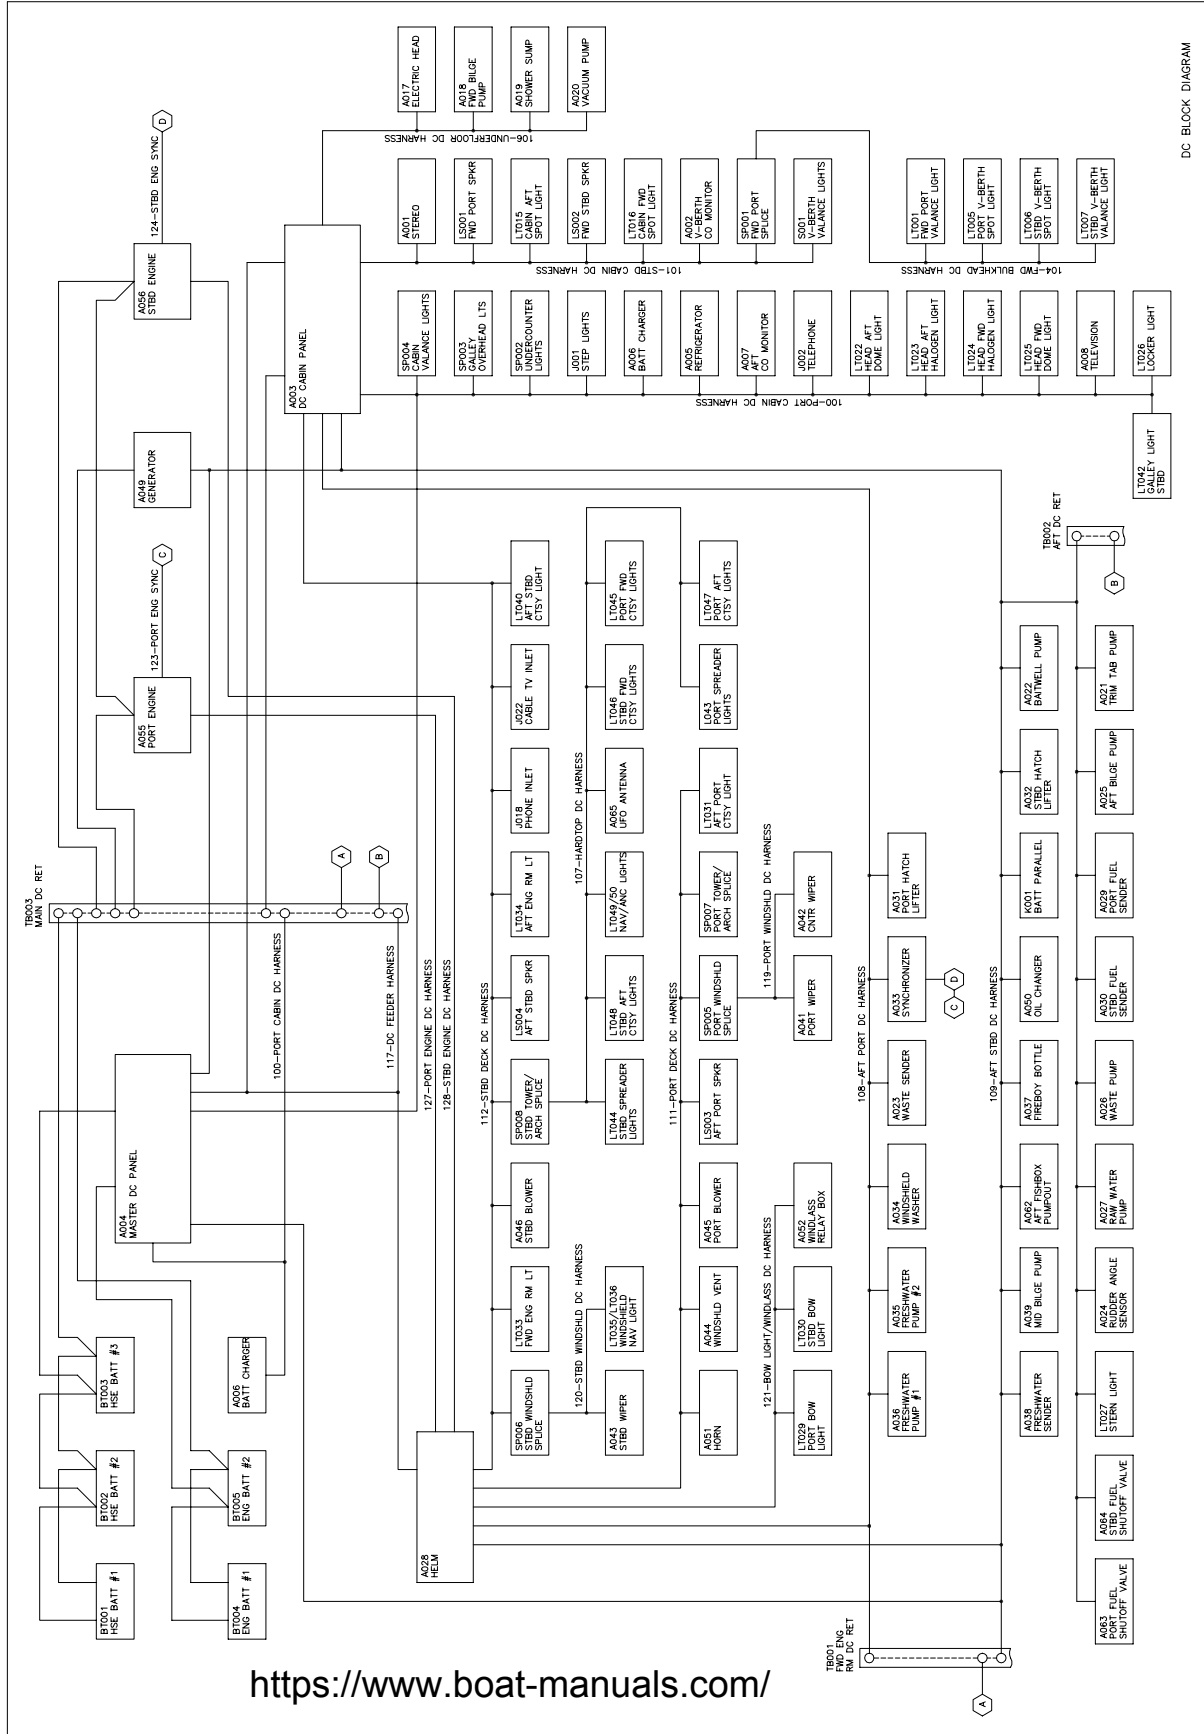 BT001
HSE BATT #1
BT002
HSE BATT #2
BT003
HSE BATT #3
BT004
ENG BATT #1
BT005
ENG BATT #2
A006
BATT CHARGER
A004
MASTER DC PANEL
TB003
MAIN DC RET
A055
PORT ENGINE
123-PORT ENG SYNC
C
A049
GENERATOR
A056
STBD ENGINE
124-STBD ENG SYNC
D
100-PORT CABIN DC HARNESS
A
B
117-DC FEEDER HARNESS
A003
DC CABIN PANEL
106-UNDERFLOOR DC HARNESS
A017
ELECTRIC HEAD
A018
FWD BILGE
PUMP
A019
SHOWER SUMP
A020
VACUUM PUMP
A028
HELM
127-PORT ENGINE DC HARNESS
128-STBD ENGINE DC HARNESS
112-STBD DECK DC HARNESS
SP006
STBD WINDSHLD
SPLICE
LT033
FWD ENG RM LT
A046
STBD BLOWER
SP008
STBD TOWER/
ARCH SPLICE
LS004
AFT STBD SPKR
LT034
AFT ENG RM LT
J018
PHONE INLET
J022
CABLE TV INLET
LT040
AFT STBD
CTSY LIGHT
120-STBD WINDSHLD DC HARNESS
107-HARDTOP DC HARNESS
A043
STBD WIPER
LT035/LT036
WINDSHIELD
NAV LIGHT
LT044
STBD SPREADER
LIGHTS
LT048
STBD AFT
CTSY LIGHTS
LT049/50
NAV/ANC LIGHTS
A065
UFO ANTENNA
LT046
STBD FWD
CTSY LIGHTS
LT045
PORT FWD
CTSY LIGHTS
111-PORT DECK DC HARNESS
A051
HORN
A044
WINDSHLD VENT
A045
PORT BLOWER
LS003
AFT PORT SPKR
SP005
PORT WINDSHLD
SPLICE
SP007
PORT TOWER/
ARCH SPLICE
LT031
AFT PORT
CTSY LIGHT
L043
PORT SPREADER
LIGHTS
LT047
PORT AFT
CTSY LIGHTS
121-BOW LIGHT/WINDLASS DC HARNESS
119-PORT WINDSHLD DC HARNESS
LT029
PORT BOW
LIGHT
LT030
STBD BOW
LIGHT
A052
WINDLASS
RELAY BOX
A041
PORT WIPER
A042
CNTR WIPER
TB001
FWD ENG
RM DC RET
A
108-AFT PORT DC HARNESS
A036
FRESHWATER
PUMP #1
A035
FRESHWATER
PUMP #2
A034
WINDSHIELD
WASHER
A023
WASTE SENDER
A033
SYNCHRONIZER
C
D
A031
PORT HATCH
LIFTER
109-AFT STBD DC HARNESS
A038
FRESHWATER
SENDER
A039
MID BILGE PUMP
A062
AFT FISHBOX
PUMPOUT
A037
FIREBOY BOTTLE
A050
OIL CHANGER
K001
BATT PARALLEL
A032
STBD HATCH
LIFTER
A022
BAITWELL PUMP
TB002
AFT DC RET
B
A063
PORT FUEL
SHUTOFF VALVE
A064
STBD FUEL
SHUTOFF VALVE
LT027
STERN LIGHT
A024
RUDDER ANGLE
SENSOR
A027
RAW WATER
PUMP
A026
WASTE PUMP
A030
STBD FUEL
SENDER
A029
PORT FUEL
SENDER
A025
AFT BILGE PUMP
A021
TRIM TAB PUMP
101-STBD CABIN DC HARNESS
A001
STEREO
LS001
FWD PORT SPKR
LT015
CABIN AFT
SPOT LIGHT
LS002
FWD STBD SPKR
LT016
CABIN FWD
SPOT LIGHT
A002
V-BERTH
CO MONITOR
SP001
FWD PORT
SPLICE
S001
V-BERTH
VALANCE LIGHTS
104-FWD BULKHEAD DC HARNESS
LT001
FWD PORT
VALANCE LIGHT
LT005
PORT V-BERTH
SPOT LIGHT
LT006
STBD V-BERTH
SPOT LIGHT
LT007
STBD V-BERTH
VALANCE LIGHT
100-PORT CABIN DC HARNESS
SP004
CABIN
VALANCE LIGHTS
SP003
GALLEY
OVERHEAD LTS
SP002
UNDERCOUNTER
LIGHTS
J001
STEP LIGHTS
A006
BATT CHARGER
A005
REFRIGERATOR
A007
AFT
CO MONITOR
J002
TELEPHONE
LT022
HEAD AFT
DOME LIGHT
LT023
HEAD AFT
HALOGEN LIGHT
LT024
HEAD FWD
HALOGEN LIGHT
LT025
HEAD FWD
DOME LIGHT
A008
TELEVISION
LT026
LOCKER LIGHT
LT042
GALLEY LIGHT
STBD
DC BLOCK DIAGRAM
https://www.boat-manuals.com/